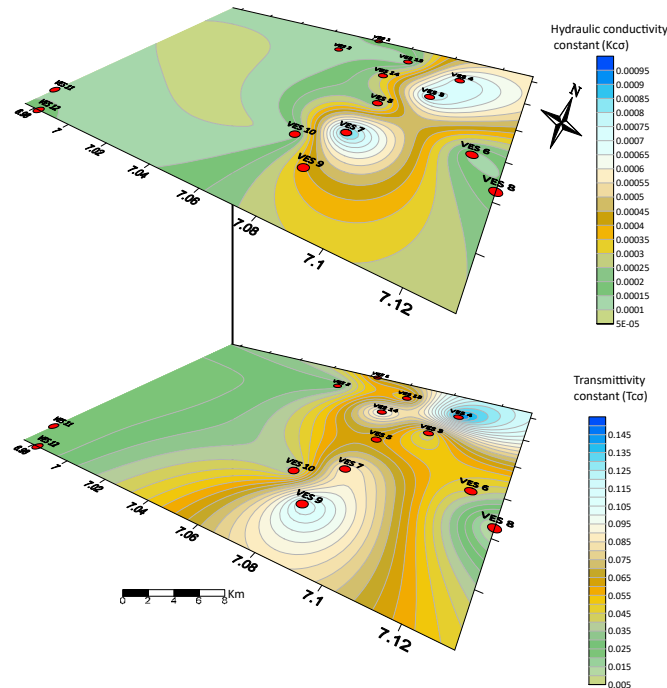 Hydraulic conductivity
constant (Kcσ)
0.00095
0.0009
0.00085
0.0008
0.00075
0.0007
0.00065
0.0006
0.00055
0.0005
0.00045
0.0004
0.00035
0.0003
0.00025
0.0002
0.00015
0.0001
5E-05
N
VES 14
VES 4
VES 5
VES 7
VES 10
VES 9
VES 6
VES 8
VES 11
VES 12
6.98
7
7.02
7.04
7.06
7.08
7.1
7.12
Transmittivity
constant (Tcσ)
0.145
0.135
0.125
0.115
0.105
0.095
0.085
0.075
0.065
0.055
0.045
0.035
0.025
0.015
0.005
VES 14
VES 4
VES 7
VES 10
VES 9
VES 6
VES 8
VES 11
VES 12
6.98
7
7.02
7.04
7.06
7.08
7.1
7.12
Km
0 2 4 6 8